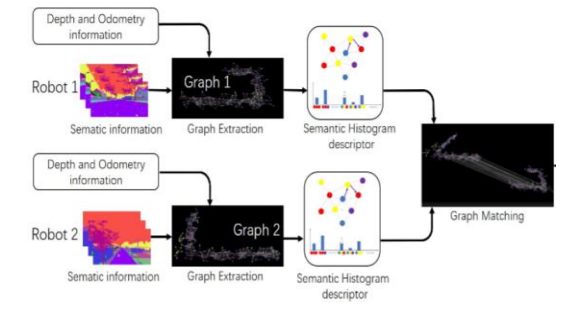 Depth and Odometry
information
Robot 1
Graph 1
Sematic information
Graph Extraction
Semantic Histogram
descriptor
Depth and Odometry
information
Robot 2
Graph 2
Sematic information
Graph Extraction
Semantic Histogram
descriptor
Graph Matching